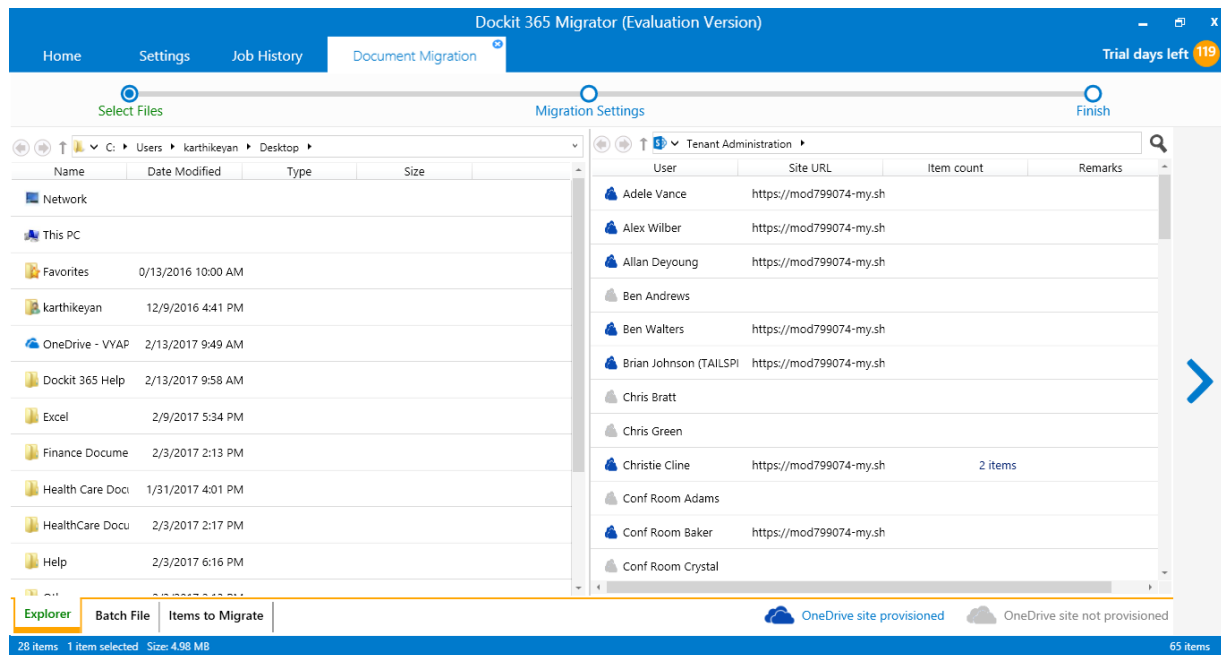 Dockit 365 Migrator (Evaluation Version)
Home Settings Job History Document Migration Trial days left 119
Select Files Migration Settings Finish
C: Users karthikeyan Desktop Tenant Administration
Name Date Modified Type Size User Site URL Item count Remarks
Network Adele Vance https://mod799074-my.sh
This PC Alex Wilber https://mod799074-my.sh
Favorites 0/13/2016 10:00 AM Allan Deyoung https://mod799074-my.sh
karthikeyan 12/9/2016 4:41 PM Ben Andrews
OneDrive - VYAP 2/13/2017 9:49 AM Ben Walters https://mod799074-my.sh
Dockit 365 Help 2/13/2017 9:58 AM Brian Johnson (TAILSPI https://mod799074-my.sh
Excel 2/9/2017 5:34 PM Chris Bratt
Chris Green
Finance Docume 2/3/2017 2:13 PM Christie Cline https://mod799074-my.sh 2 items
Health Care Docu 1/31/2017 4:01 PM Conf Room Adams
HealthCare Docu 2/3/2017 2:17 PM Conf Room Baker https://mod799074-my.sh
Help 2/3/2017 6:16 PM Conf Room Crystal
Explorer Batch File Items to Migrate OneDrive site provisioned OneDrive site not provisioned
28 items 1 item selected Size: 4.98 MB 65 items